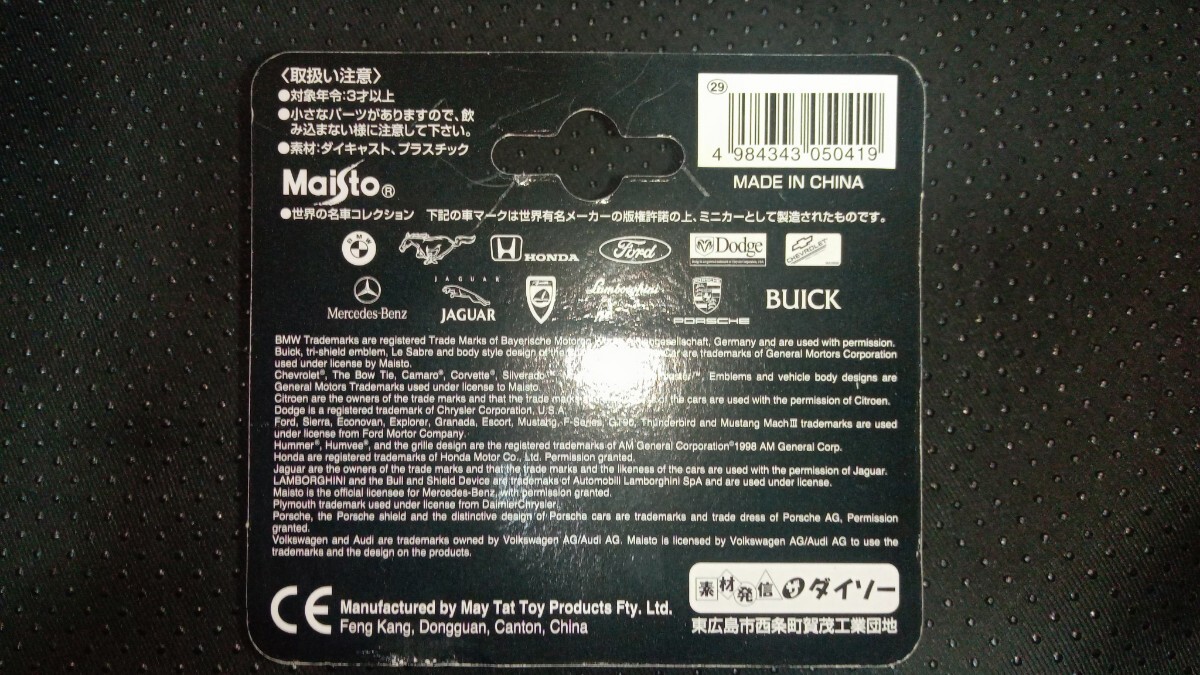 〈取扱い注意〉
●対象年令:3才以上
●小さなパーツがありますので、飲
み込まない様に注意して下さい。
●素材:ダイキャスト、プラスチック
29
4 984343 050419
MADE IN CHINA
Maisto®
●世界の名車コレクション 下記の車マークは世界有名メーカーの版権許諾の上、ミニカーとして製造されたものです。
BMW
HONDA
Ford
Dodge
CHEVROLET
Mercedes-Benz
JAGUAR
JAGUAR
Lamborghini
PORSCHE
BUICK
BMW Trademarks are registered Trade Marks of Bayerische Motoren gesellschaft, Germany and are used with permission.
Buick, tri-shield emblem, Le Sabre and body style design of the Car are trademarks of General Mortors Corporation
used under license by Maisto.
Chevrolet®, The Bow Tie, Camaro®, Corvette®, Silverado™ Emblems and vehicle body designs are
General Motors Trademarks used under license to Maisto.
Citroen are the owners of the trade marks and that the trade mark of the cars are used with the permission of Citroen.
Dodge is a registered trademark of Chrysler Corporation, U.S.A.
Ford, Sierra, Econovan, Explorer, Granada, Escort, Mustang, F-Series, GT90, Thunderbird and Mustang MachⅢ trademarks are used
under license from Ford Mortor Company.
Hummer®, Humvee®, and the grille design are the registered trademarks of AM General Corporation®1998 AM General Corp.
Honda are registered trademarks of Honda Motor Co., Ltd. Permission granted.
Jaguar are the owners of the trade marks and that the trade marks and the likeness of the cars are used with the permission of Jaguar.
LAMBORGHINI and the Bull and Shield Device are trademaks of Automobili Lamborghini SpA and are used under license.
Maisto is the official licensee for Mercedes-Benz, with permission granted.
Plymouth trademark used under license from DaimlerChrysler.
Porsche, the Porsche shield and the distinctive design of Porsche cars are trademarks and trade dress of Porsche AG, Permission
granted.
Volkswagen and Audi are trademarks owned by Volkswagen AG/Audi AG. Maisto is licensed by Volkswagen AG/Audi AG to use the
trademarks and the design on the products.
CE
Manufactured by May Tat Toy Products Fty. Ltd.
Feng Kang, Dongguan, Canton, China
素材発信 ダイソー
東広島市西条町賀茂工業団地